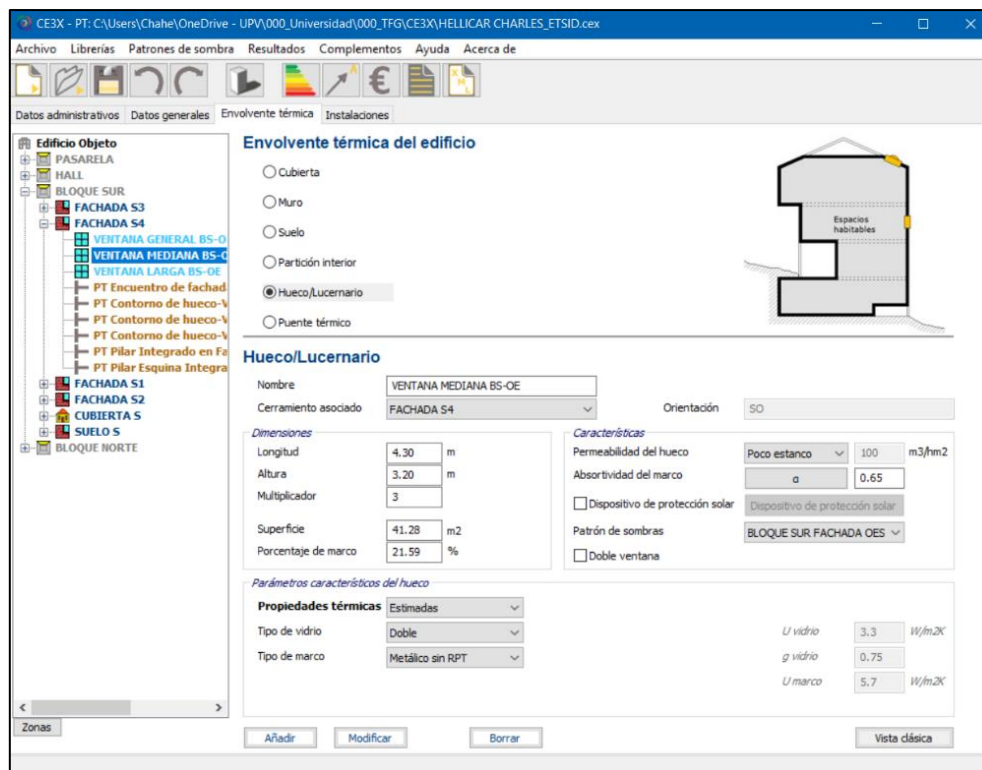 CE3X - PT: C:\Users\Chahe\OneDrive - UPV\000_Universidad\000_TFG\CE3X\HELLICAR CHARLES_ETSID.cex
Archivo Librerías Patrones de sombra Resultados Complementos Ayuda Acerca de
Datos administrativos Datos generales Envolvente térmica Instalaciones
Edificio Objeto
PASARELA
HALL
BLOQUE SUR
FACHADA S3
FACHADA S4
VENTANA GENERAL BS-O
VENTANA MEDIANA BS-O
VENTANA LARGA BS-OE
PT Encuentro de fachad
PT Contorno de hueco-V
PT Contorno de hueco-V
PT Contorno de hueco-V
PT Pilar Integrado en Fa
PT Pilar Esquina Integra
FACHADA S1
FACHADA S2
CUBIERTA S
SUELO S
BLOQUE NORTE
Zonas
Envolvente térmica del edificio
Cubierta
Muro
Suelo
Partición interior
Hueco/Lucernario
Puente térmico
Espacios
habitables
Hueco/Lucernario
Nombre VENTANA MEDIANA BS-OE
Cerramiento asociado FACHADA S4 Orientación SO
Dimensiones
Longitud 4.30 m
Altura 3.20 m
Multiplicador 3
Superficie 41.28 m2
Porcentaje de marco 21.59 %
Características
Permeabilidad del hueco Poco estanco 100 m3/hm2
Absortividad del marco α 0.65
Dispositivo de protección solar Dispositivo de protección solar
Patrón de sombras BLOQUE SUR FACHADA OES
Doble ventana
Parámetros característicos del hueco
Propiedades térmicas Estimadas
Tipo de vidrio Doble U vidrio 3.3 W/m2K
Tipo de marco Metálico sin RPT g vidrio 0.75
U marco 5.7 W/m2K
Añadir Modificar Borrar Vista clásica